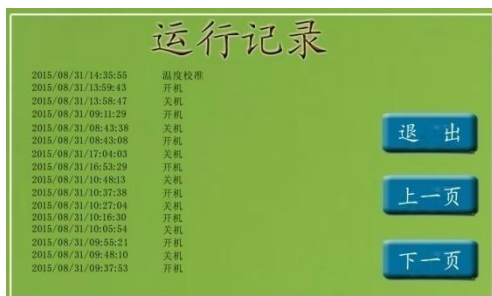 运行记录
2015/08/31/14:35:55 温度校准
2015/08/31/13:59:43 开机
2015/08/31/13:58:47 关机
2015/08/31/09:11:29 开机
2015/08/31/08:43:38 关机
2015/08/31/08:43:08 开机
2015/08/31/17:04:03 关机
2015/08/31/16:53:29 开机
2015/08/31/10:48:13 关机
2015/08/31/10:37:38 开机
2015/08/31/10:27:04 关机
2015/08/31/10:16:30 开机
2015/08/31/10:05:54 关机
2015/08/31/09:55:21 开机
2015/08/31/09:48:10 关机
2015/08/31/09:37:53 开机
退 出
上一页
下一页